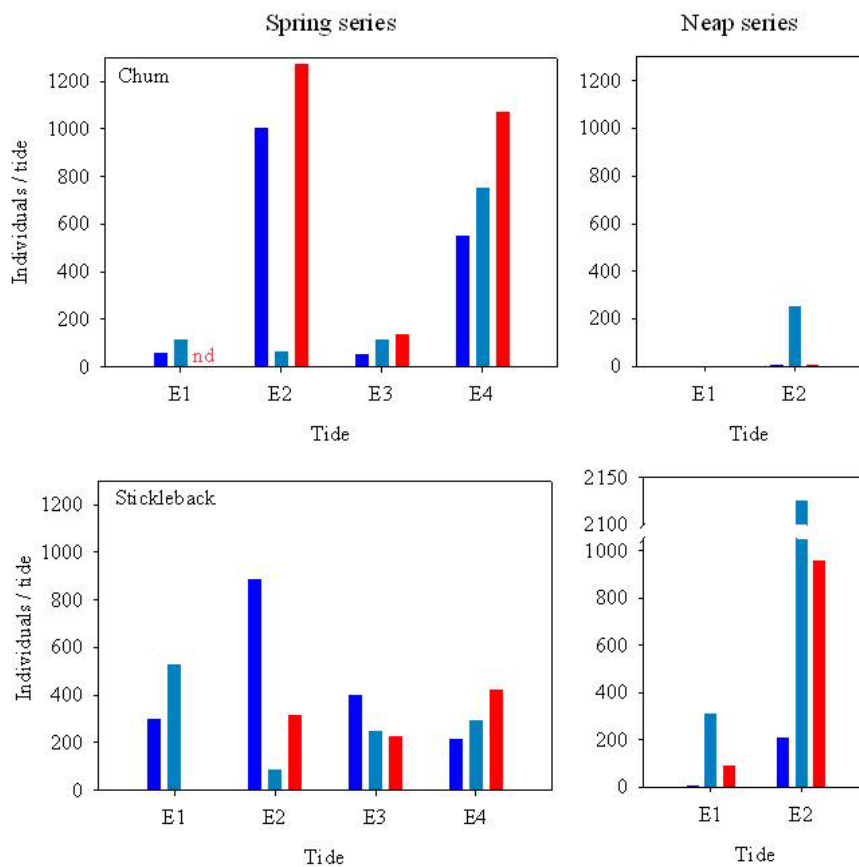 Spring series
Neap series
Chum
Individuals / tide
1200
1000
800
600
400
200
0
nd
E1 E2 E3 E4
Tide
1200
1000
800
600
400
200
0
E1 E2
Tide
Stickleback
Individuals / tide
1200
1000
800
600
400
200
0
E1 E2 E3 E4
Tide
2150
2100
1000
800
600
400
200
0
E1 E2
Tide